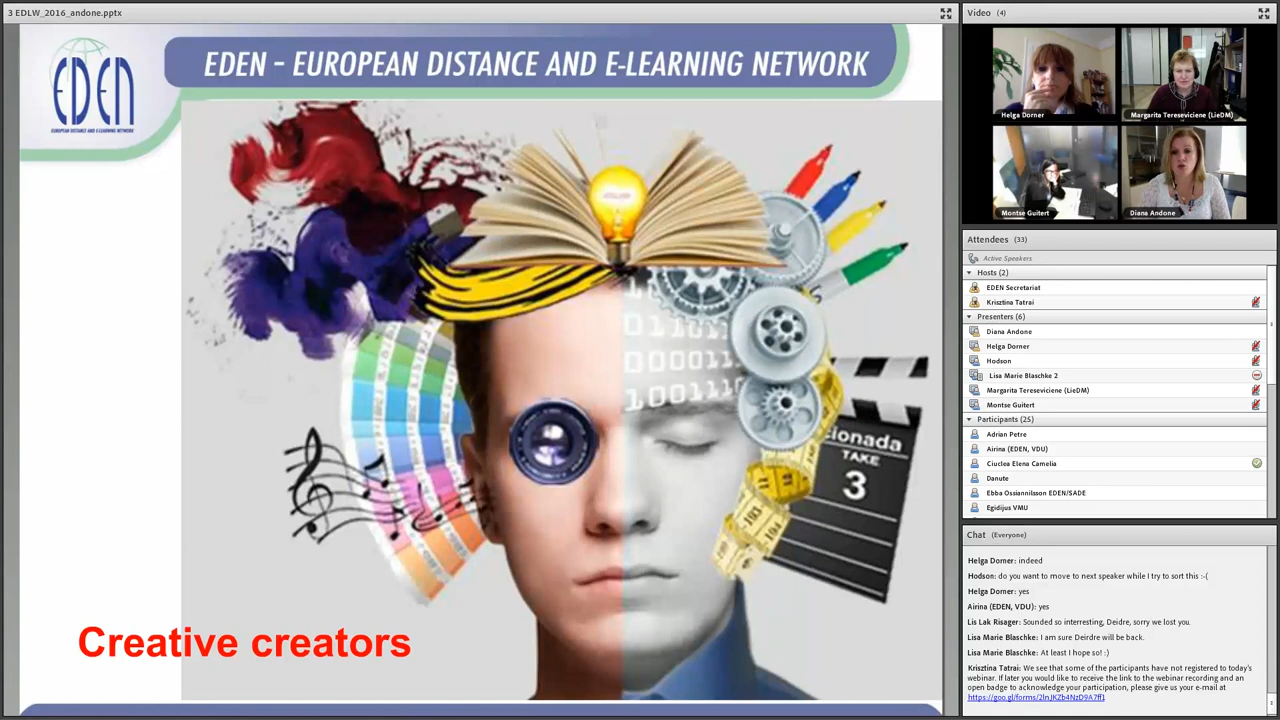 3 EDLW_2016_andone.pptx
EDEN
EUROPEAN DISTANCE AND E-LEARNING NETWORK
EDEN - EUROPEAN DISTANCE AND E-LEARNING NETWORK
01101
00001
100111
cionada
TAKE
3
193
Creative creators
Video (4)
Helga Dorner
Margarita Tereseviciene (LieDM)
Montse Guitert
Diana Andone
Attendees (33)
Active Speakers
Hosts (2)
EDEN Secretariat
Krisztina Tatrai
Presenters (6)
Diana Andone
Helga Dorner
Hodson
Lisa Marie Blaschke 2
Margarita Tereseviciene (LieDM)
Montse Guitert
Participants (25)
Adrian Petre
Airina (EDEN, VDU)
Ciuclea Elena Camelia
Danute
Ebba Ossiannilsson EDEN/SADE
Egidijus VMU
Chat (Everyone)
Helga Dorner: indeed
Hodson: do you want to move to next speaker while I try to sort this :-(
Helga Dorner: yes
Airina (EDEN, VDU): yes
Lis Lak Risager: Sounded so interresting, Deidre, sorry we lost you.
Lisa Marie Blaschke: I am sure Deirdre will be back.
Lisa Marie Blaschke: At least I hope so! :)
Krisztina Tatrai: We see that some of the participants have not registered to today's
webinar. If later you would like to receive the link to the webinar recording and an
open badge to acknowledge your participation, please give us your e-mail at